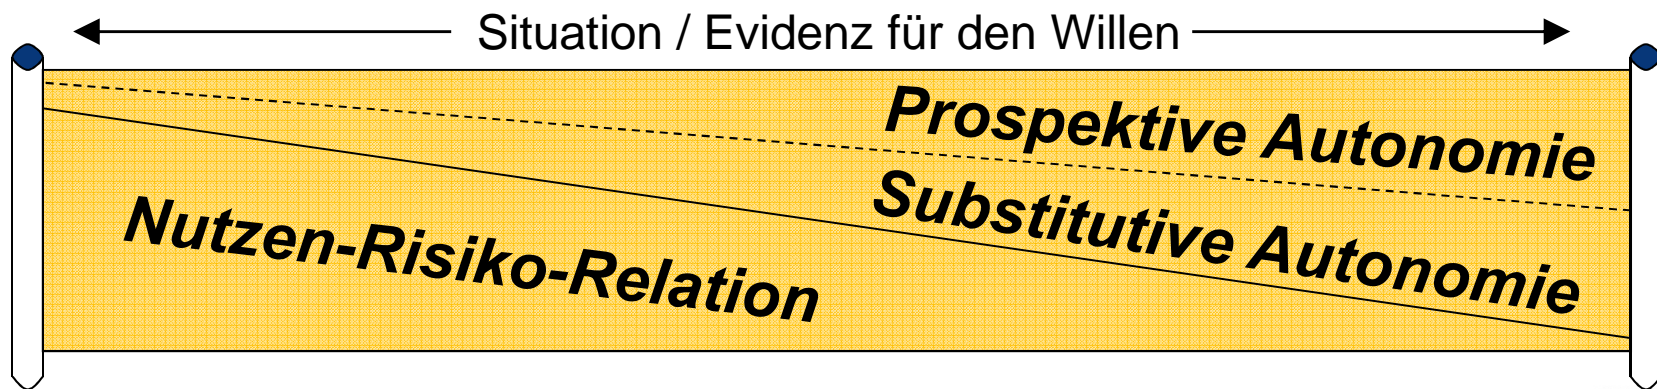 Situation / Evidenz für den Willen
Prospektive Autonomie
Substitutive Autonomie
Nutzen-Risiko-Relation